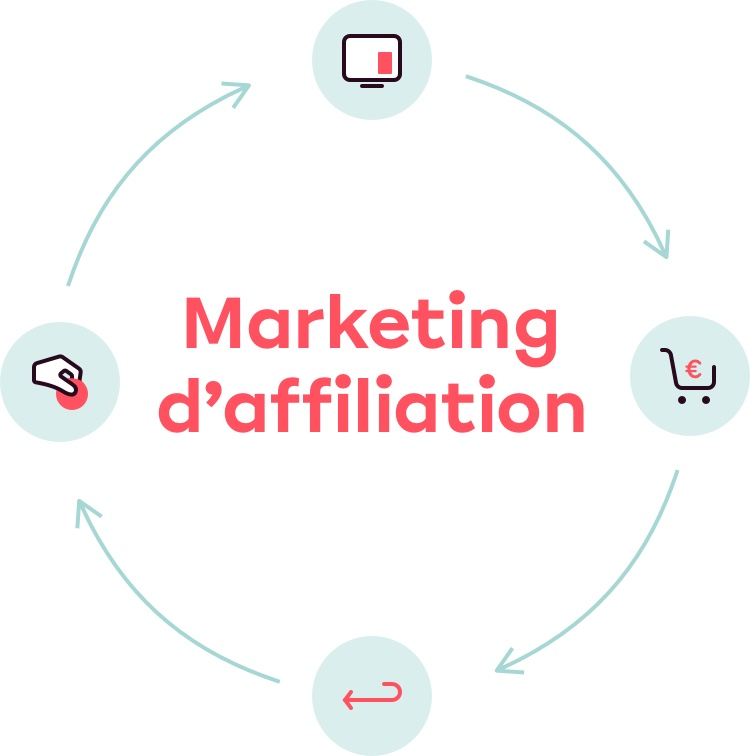 Marketing
d’affiliation
€